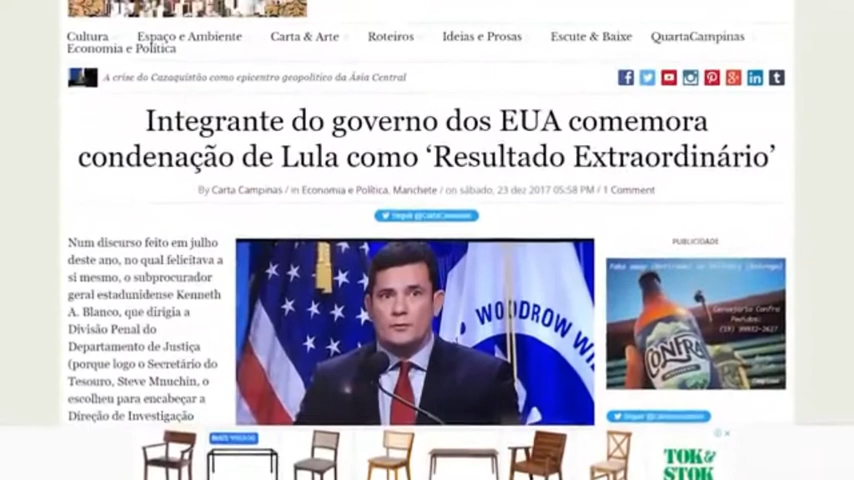 Cultura Espaço e Ambiente Carta & Arte Roteiros Ideias e Prosas Escute & Baixe QuartaCampinas
Economia e Política
A crise do Cazaquistão como epicentro geopolítico da Ásia Central
Integrante do governo dos EUA comemora
condenação de Lula como ‘Resultado Extraordinário’
By Carta Campinas / in Economia e Política, Manchete / on sábado, 23 dez 2017 05:58 PM / 1 Comment
Seguir @CartaCampinas
Num discurso feito em julho
deste ano, no qual felicitava a
si mesmo, o subprocurador
geral estadunidense Kenneth
A. Blanco, que dirigia a
Divisão Penal do
Departamento de Justiça
(porque logo o Secretário do
Tesouro, Steve Mnuchin, o
escolheu para encabeçar a
Direção de Investigação
WOODROW WI
PUBLICIDADE
Cervejaria Confra
CONFRA
Seguir
TOK&
STOK